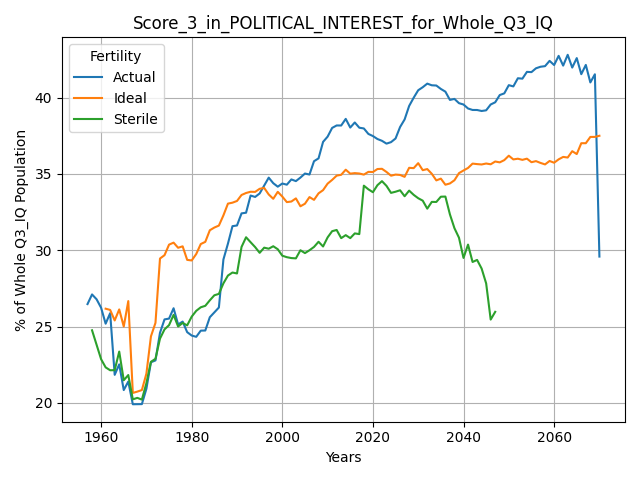 Score_3_in_POLITICAL_INTEREST_for_Whole_Q3_IQ
Fertility
Actual
Ideal
Sterile
% of Whole Q3_IQ Population
40
35
30
25
20
1960
1980
2000
2020
2040
2060
Years